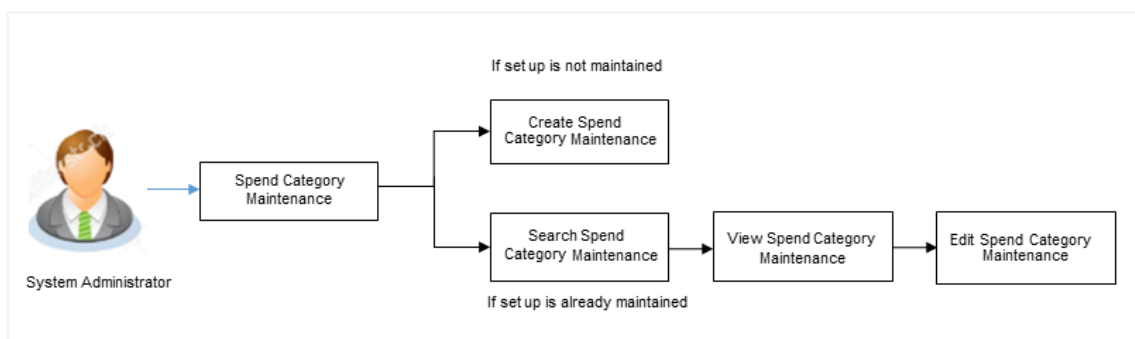 If set up is not maintained
Create Spend
Category Maintenance
Spend Category
Maintenance
Search Spend
Category Maintenance
View Spend Category
Maintenance
Edit Spend Category
Maintenance
System Administrator
If set up is already maintained